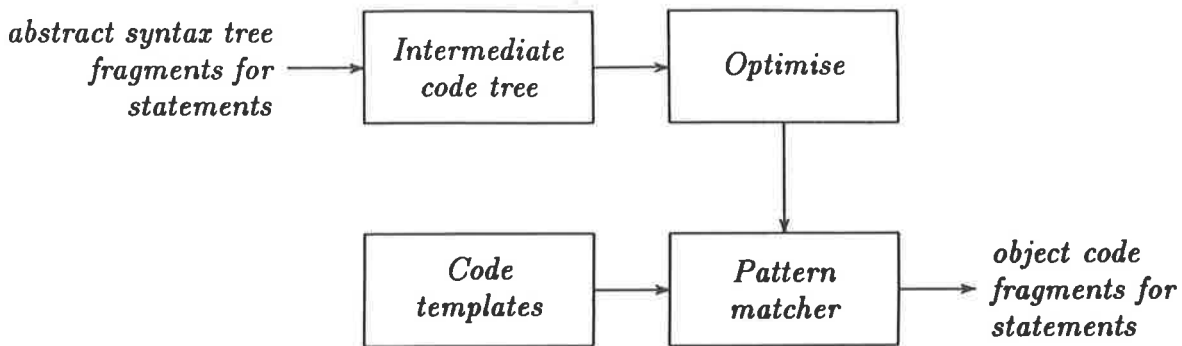 abstract syntax tree
fragments for
statements
Intermediate
code tree
Optimise
Code
templates
Pattern
matcher
object code
fragments for
statements